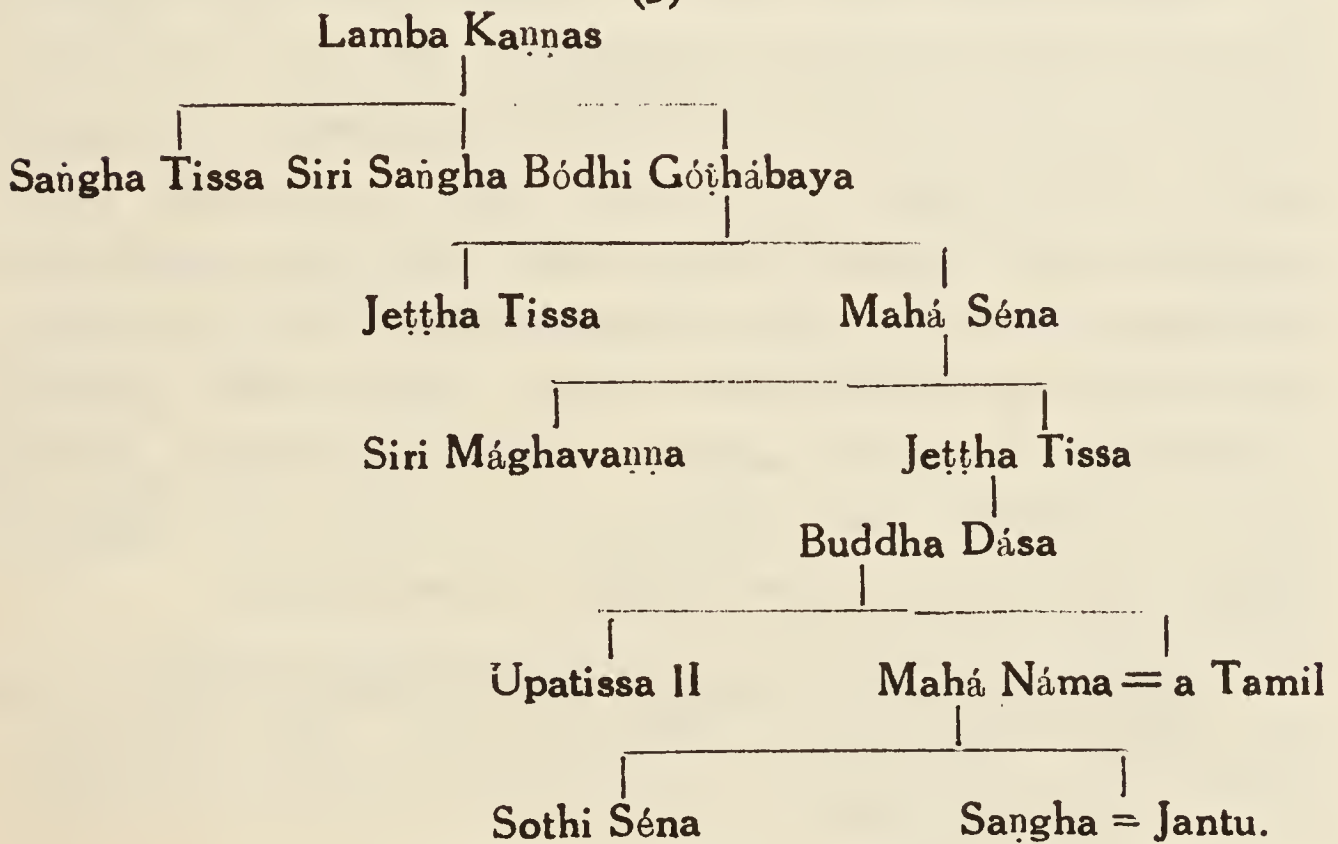 Lamba Kaṇṇas
Saṅgha Tissa Siri Saṅgha Bódhi Góṭhábaya
Jeṭṭha Tissa Mahá Séna
Siri Mághavaṇṇa Jeṭṭha Tissa
Buddha Dása
Upatissa II Mahá Náma = a Tamil
Sothi Séna Saṇgha = Jantu.